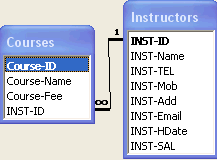 Courses
Course-ID
Course-Name
Course-Fee
INST-ID
1
∞
Instructors
INST-ID
INST-Name
INST-TEL
INST-Mob
INST-Add
INST-Email
INST-HDate
INST-SAL